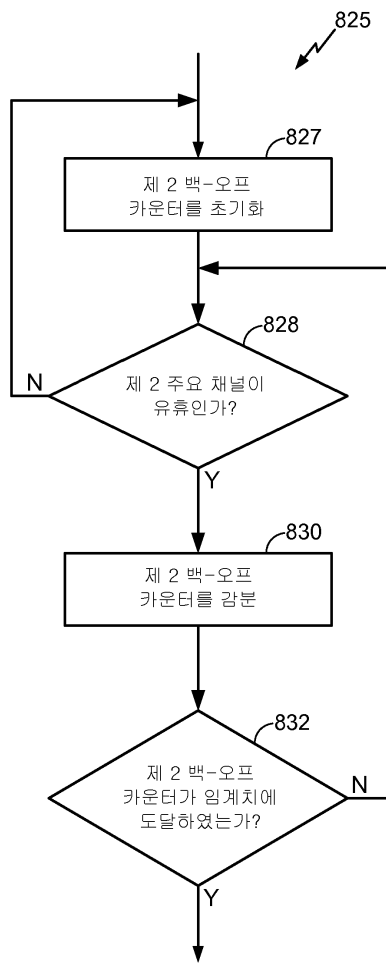 825
827
제 2 백-오프
카운터를 초기화
828
N
제 2 주요 채널이
유휴인가?
Y
830
제 2 백-오프
카운터를 감분
832
제 2 백-오프
카운터가 임계치에
도달하였는가?
N
Y